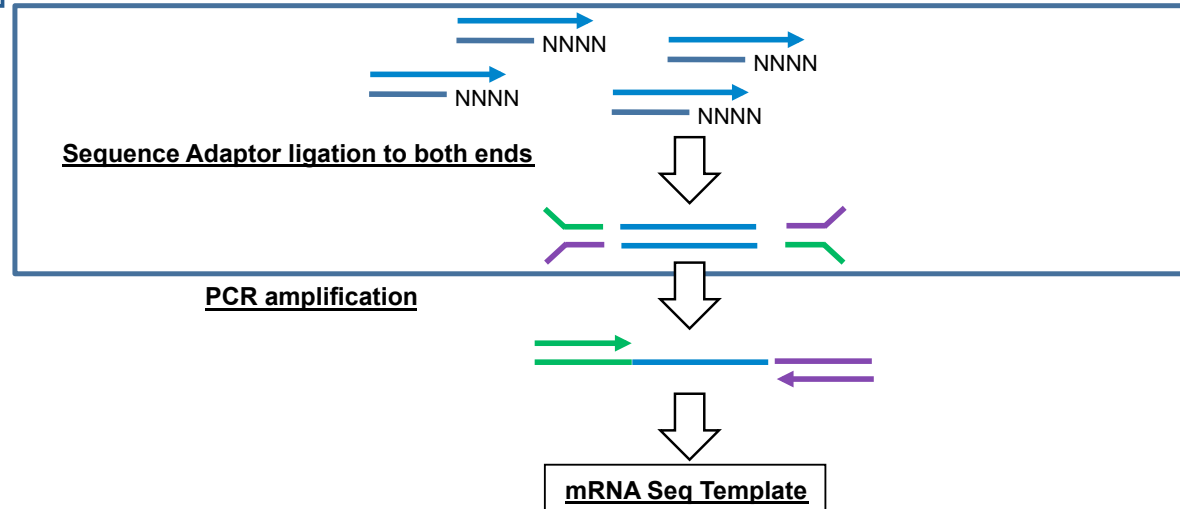 NNNN
NNNN
NNNN
NNNN
Sequence Adaptor ligation to both ends
PCR amplification
mRNA Seq Template